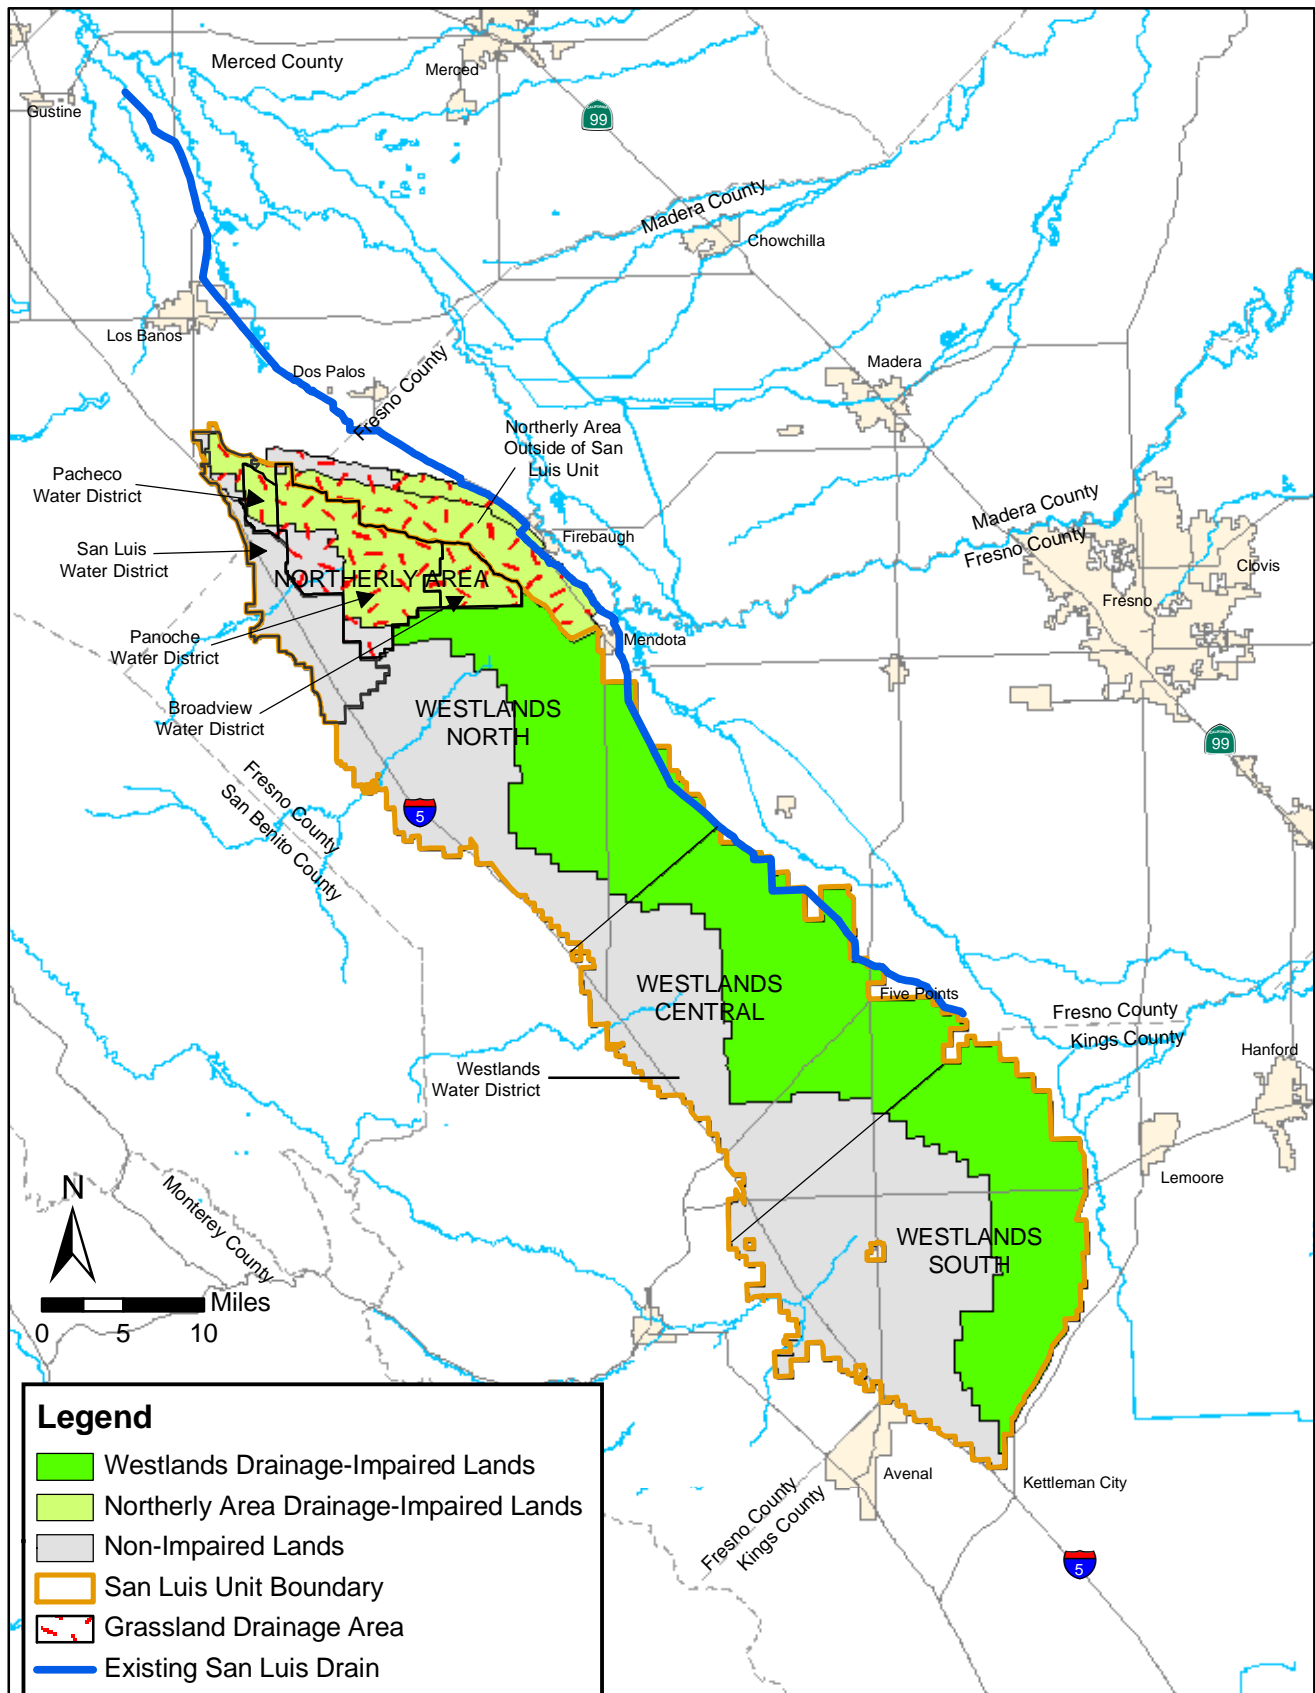 Merced County
Merced
Gustine
99
Madera County
Chowchilla
Los Banos
Dos Palos
Fresno County
Madera
Northerly Area
Outside of San
Luis Unit
Pacheco
Water District
Madera County
Fresno County
Firebaugh
San Luis
Water District
Clovis
NORTHERLY AREA
Fresno
Panoche
Water District
Mendota
Broadview
Water District
WESTLANDS
NORTH
99
Fresno County
San Benito County
5
WESTLANDS
CENTRAL
Five Points
Fresno County
Kings County
Hanford
Westlands
Water District
Lemoore
N
Monterey County
WESTLANDS
SOUTH
Miles
0 5 10
Legend
Westlands Drainage-Impaired Lands
Northerly Area Drainage-Impaired Lands
Non-Impaired Lands
San Luis Unit Boundary
Grassland Drainage Area
Existing San Luis Drain
Avenal
Kettleman City
Fresno County
Kings County
5